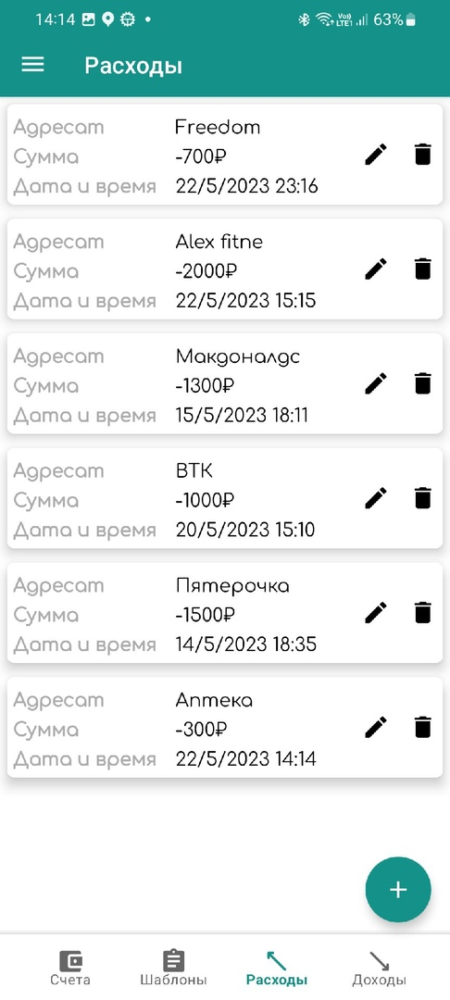 14:14 63%
Расходы
Адресат Freedom
Сумма -700₽
Дата и время 22/5/2023 23:16
Адресат Alex fitne
Сумма -2000₽
Дата и время 22/5/2023 15:15
Адресат Макдоналдс
Сумма -1300₽
Дата и время 15/5/2023 18:11
Адресат ВТК
Сумма -1000₽
Дата и время 20/5/2023 15:10
Адресат Пятерочка
Сумма -1500₽
Дата и время 14/5/2023 18:35
Адресат Аптека
Сумма -300₽
Дата и время 22/5/2023 14:14
Счета Шаблоны Расходы Доходы